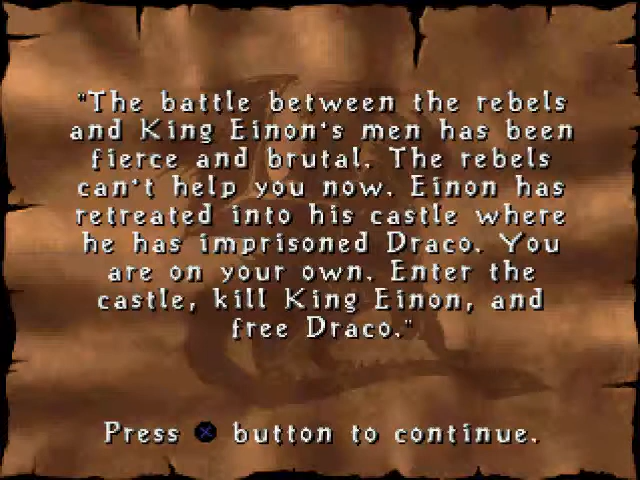 "The battle between the rebels
and King Einon's men has been
fierce and brutal. The rebels
can't help you now. Einon has
retreated into his castle where
he has imprisoned Draco. You
are on your own. Enter the
castle, kill King Einon, and
free Draco."
Press X button to continue.